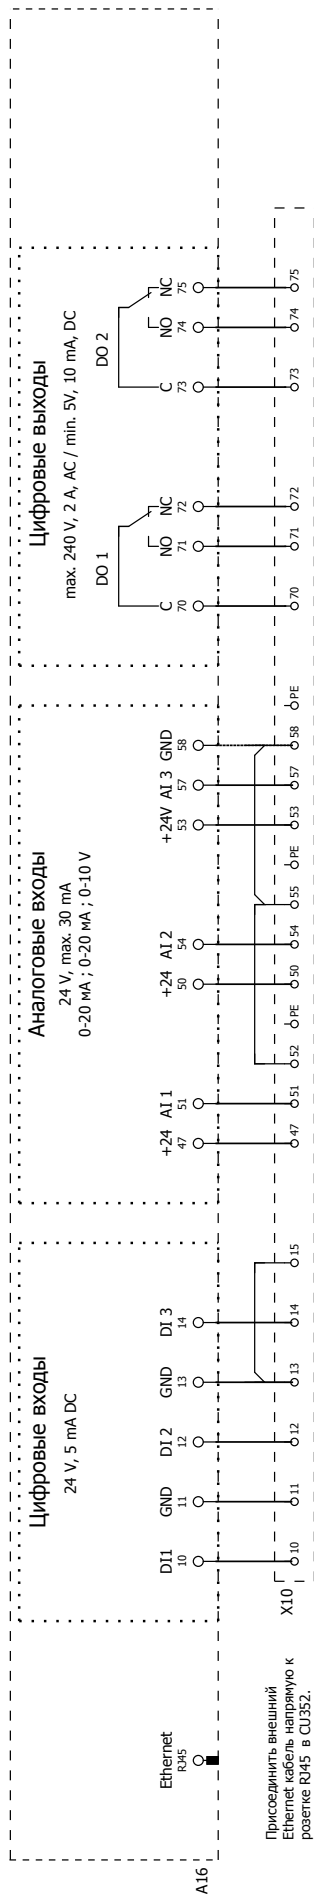 A16
Ethernet
RJ45
Цифровые входы
24 V, 5 mA DC
DI1
GND
DI 2
GND
DI 3
10
11
12
13
14
Аналоговые входы
24 V, max. 30 mA
0-20 мА ; 0-20 мА ; 0-10 V
+24
AI 1
+24
AI 2
+24V
AI 3
GND
47
51
50
54
53
57
58
Цифровые выходы
max. 240 V, 2 A, AC / min. 5V, 10 mA, DC
DO 1
DO 2
C
NO
NC
C
NO
NC
70
71
72
73
74
75
X10
10
11
12
13
14
15
47
51
52
PE
50
54
55
PE
53
57
58
PE
70
71
72
73
74
75
Присоединить внешний
Ethernet кабель напрямую к
розетке RJ45 в CU352.